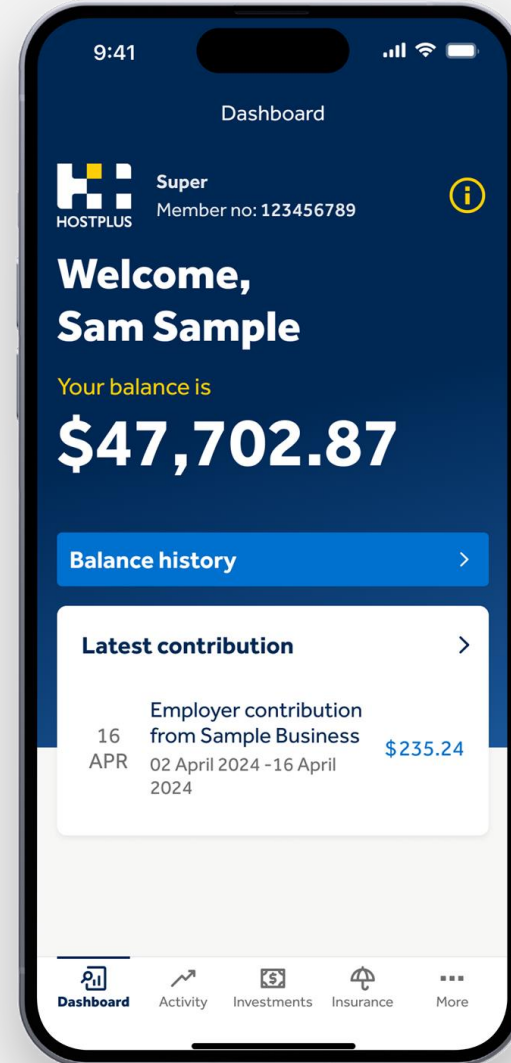 9:41
Dashboard
HOSTPLUS
Super
Member no: 123456789
Welcome,
Sam Sample
Your balance is
$47,702.87
Balance history
Latest contribution
16
APR
Employer contribution
from Sample Business
02 April 2024 - 16 April
2024
$235.24
Dashboard
Activity
Investments
Insurance
More